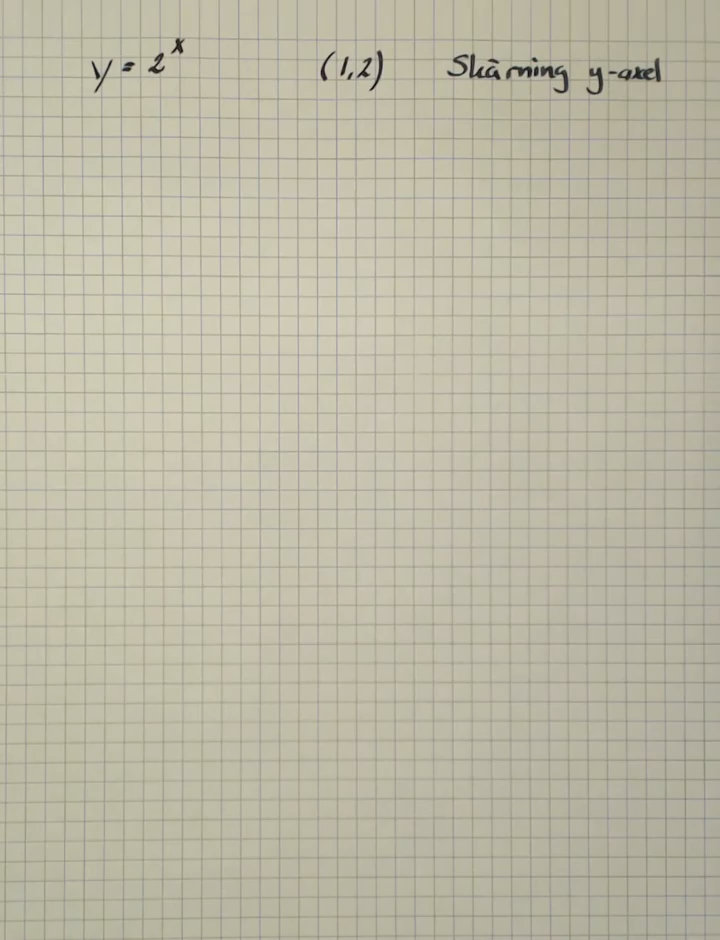 y = 2^x (1,2) Skärning y-axel